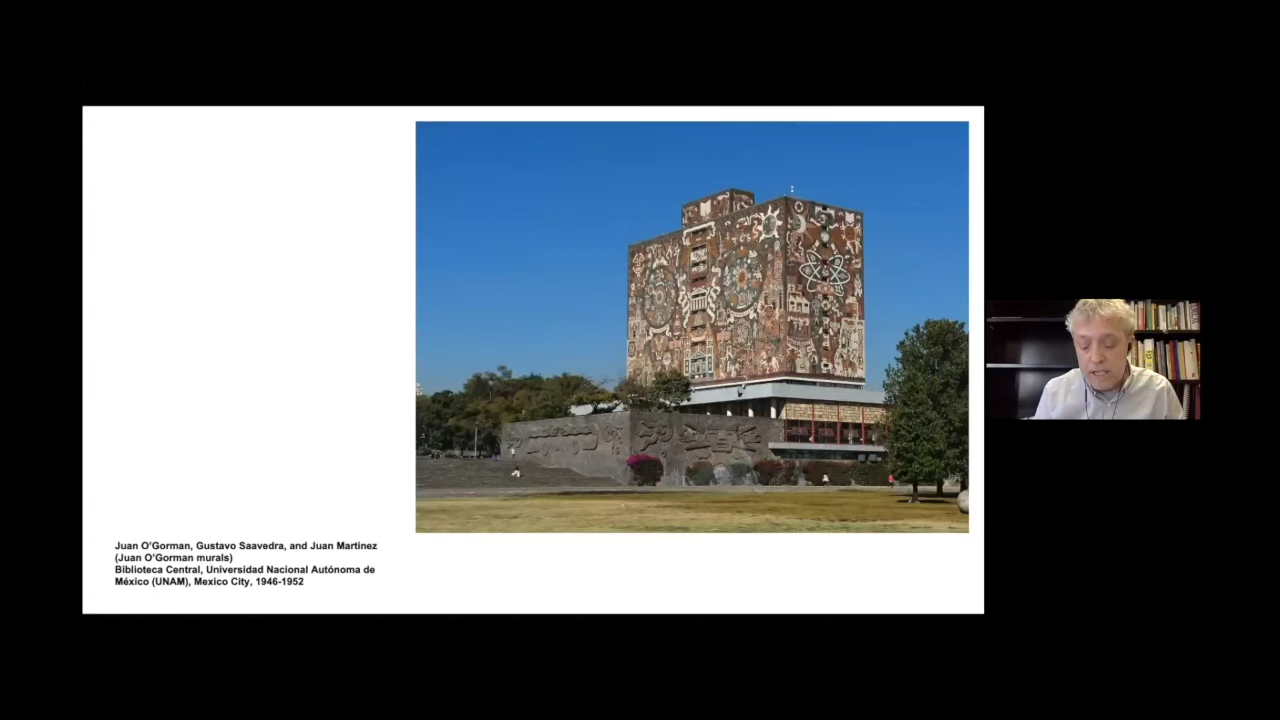 Juan O'Gorman, Gustavo Saavedra, and Juan Martinez
(Juan O'Gorman murals)
Biblioteca Central, Universidad Nacional Autónoma de
México (UNAM), Mexico City, 1946-1952